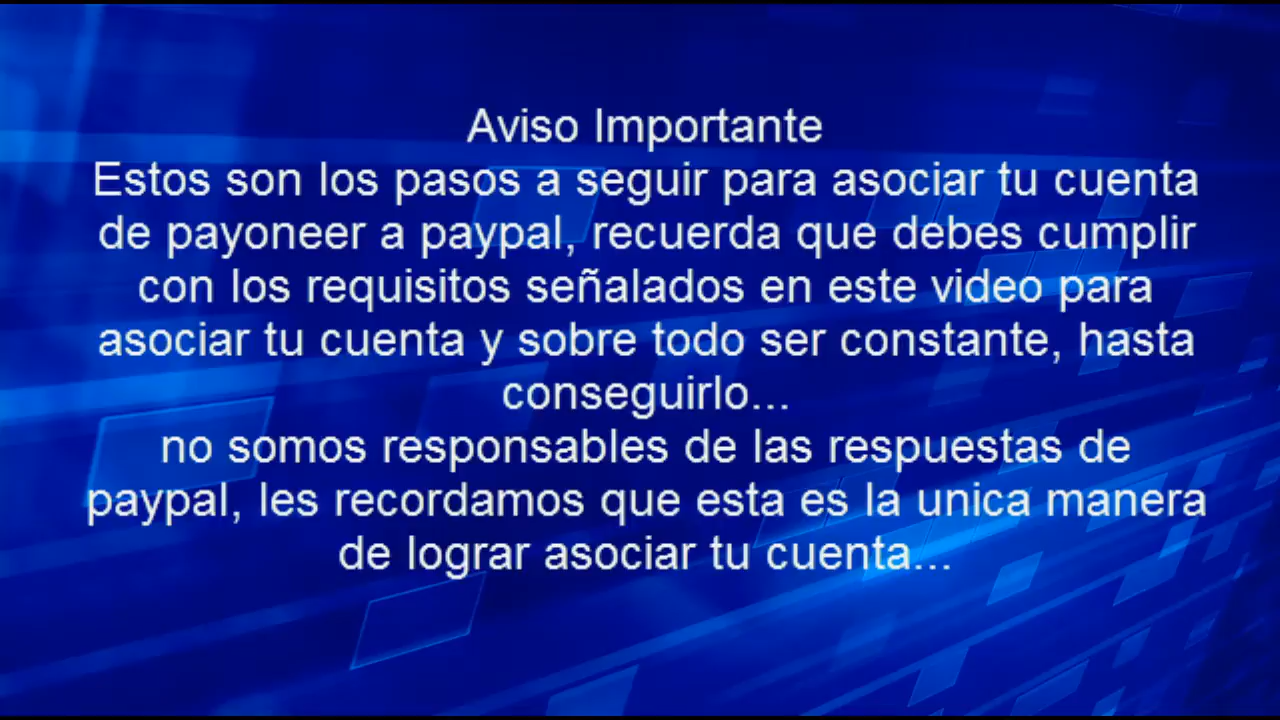 Aviso Importante
Estos son los pasos a seguir para asociar tu cuenta
de payoneer a paypal, recuerda que debes cumplir
con los requisitos señalados en este video para
asociar tu cuenta y sobre todo ser constante, hasta
conseguirlo...
no somos responsables de las respuestas de
paypal, les recordamos que esta es la unica manera
de lograr asociar tu cuenta...